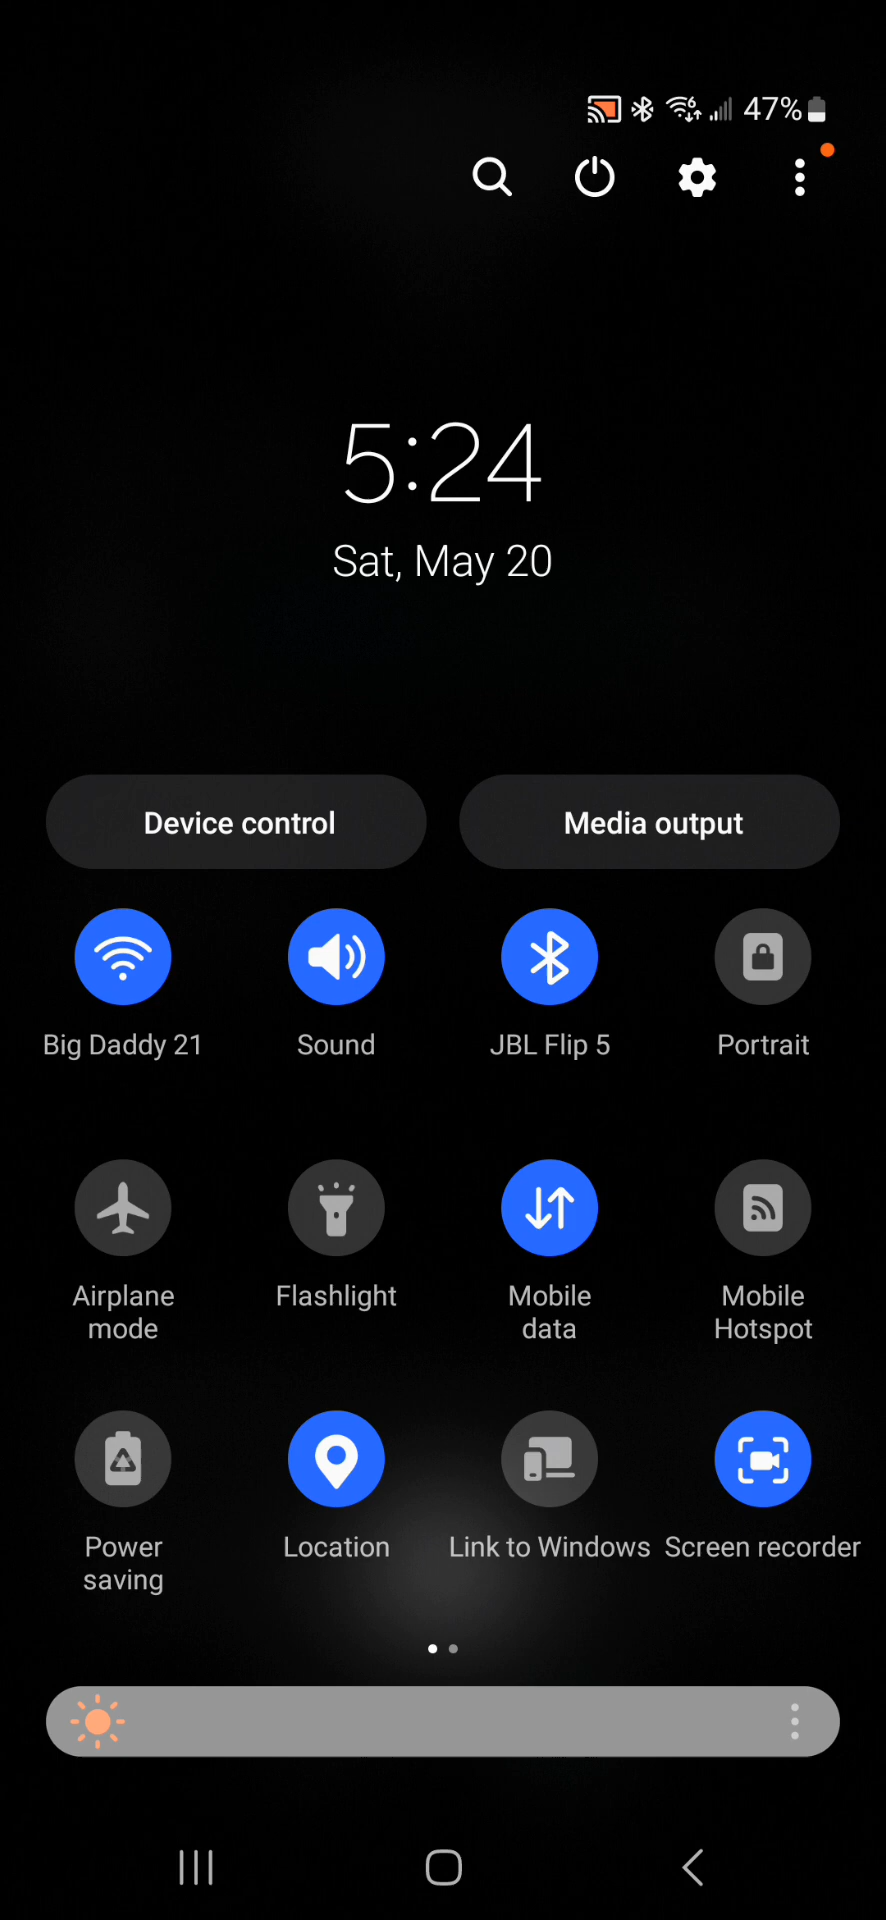 47%
5:24
Sat, May 20
Device control
Media output
Big Daddy 21
Sound
JBL Flip 5
Portrait
Airplane
mode
Flashlight
Mobile
data
Mobile
Hotspot
Power
saving
Location
Link to Windows
Screen recorder